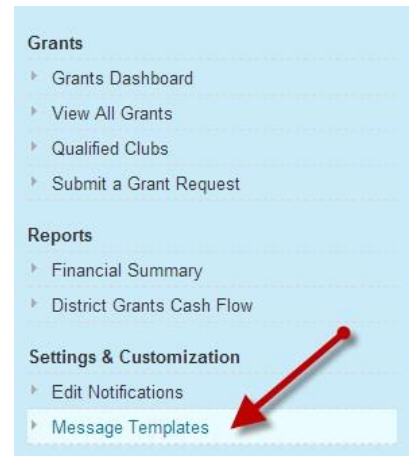 Grants
Grants Dashboard
View All Grants
Qualified Clubs
Submit a Grant Request
Reports
Financial Summary
District Grants Cash Flow
Settings & Customization
Edit Notifications
Message Templates